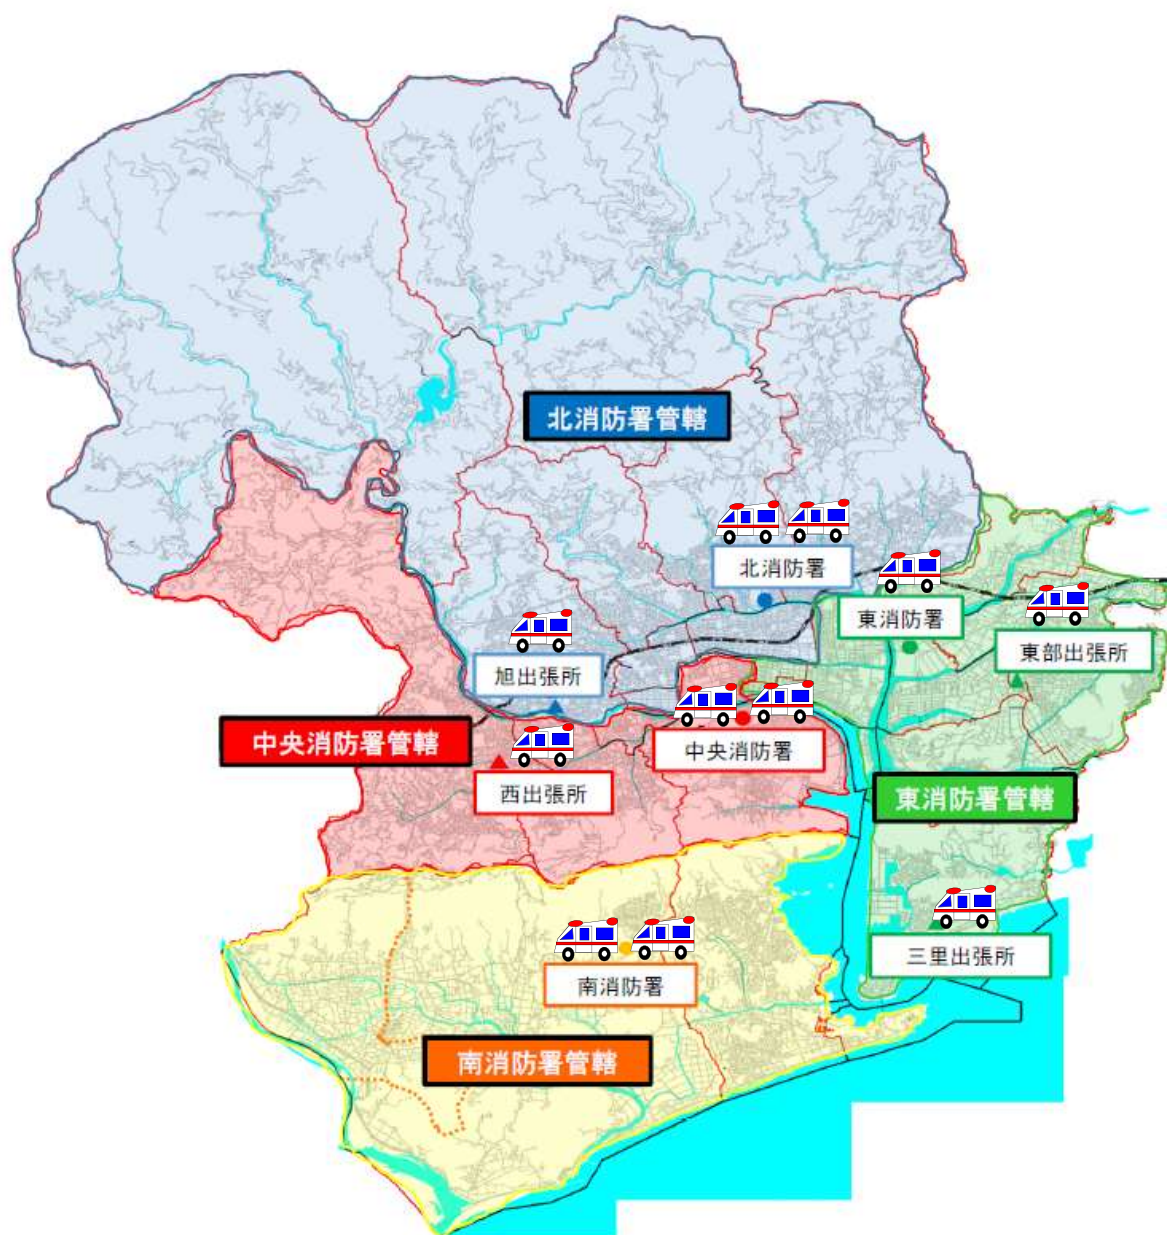 北消防署管轄
北消防署
東消防署
東部出張所
旭出張所
中央消防署管轄
中央消防署
西出張所
東消防署管轄
三里出張所
南消防署
南消防署管轄